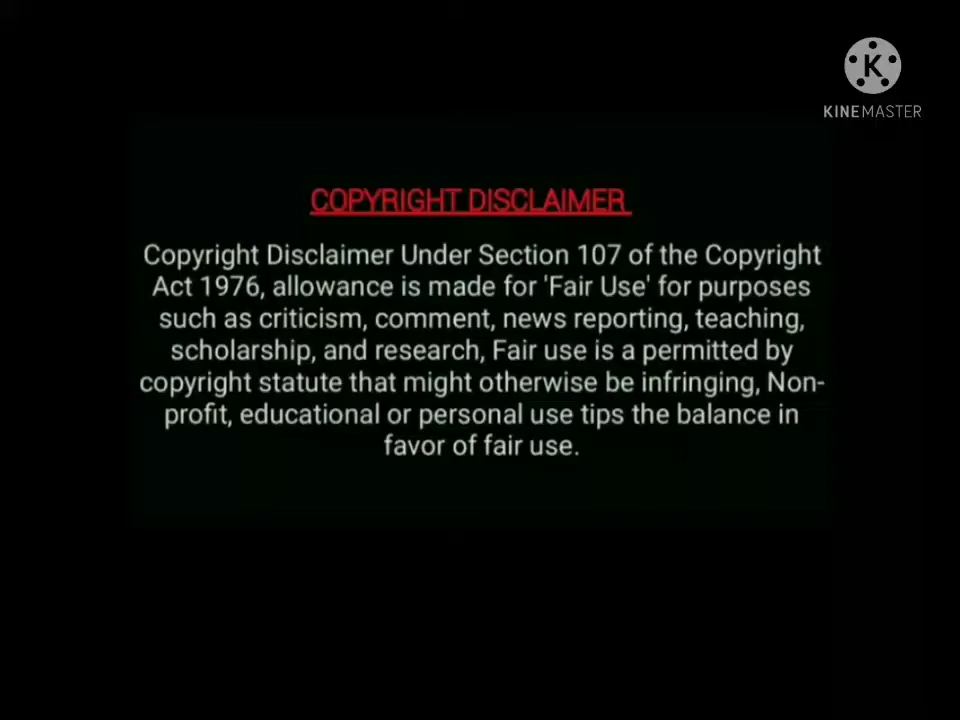 K
KINEMASTER
COPYRIGHT DISCLAIMER
Copyright Disclaimer Under Section 107 of the Copyright
Act 1976, allowance is made for 'Fair Use' for purposes
such as criticism, comment, news reporting, teaching,
scholarship, and research, Fair use is a permitted by
copyright statute that might otherwise be infringing, Non-
profit, educational or personal use tips the balance in
favor of fair use.